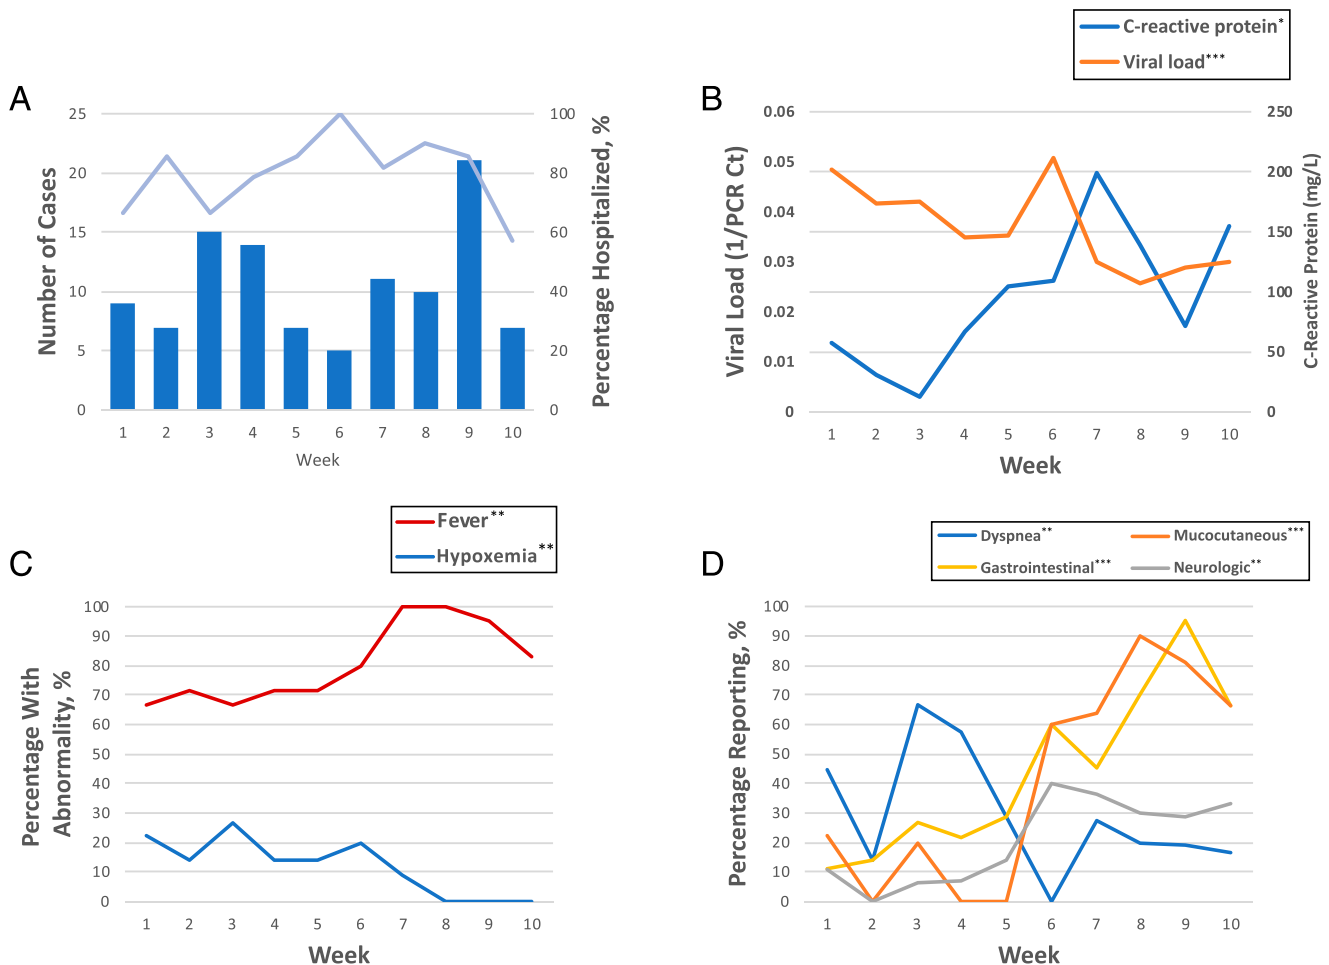 A
Number of Cases
25
20
15
10
5
0
100
80
60
40
20
0
Percentage Hospitalized, %
1 2 3 4 5 6 7 8 9 10
Week
B
C-reactive protein*
Viral load***
Viral Load (1/PCR Ct)
0.06
0.05
0.04
0.03
0.02
0.01
0
250
200
150
100
50
0
C-Reactive Protein (mg/L)
1 2 3 4 5 6 7 8 9 10
Week
C
Fever**
Hypoxemia**
Percentage With
Abnormality, %
100
90
80
70
60
50
40
30
20
10
0
1 2 3 4 5 6 7 8 9 10
Week
D
Dyspnea** Mucocutaneous***
Gastrointestinal*** Neurologic**
Percentage Reporting, %
100
90
80
70
60
50
40
30
20
10
0
1 2 3 4 5 6 7 8 9 10
Week